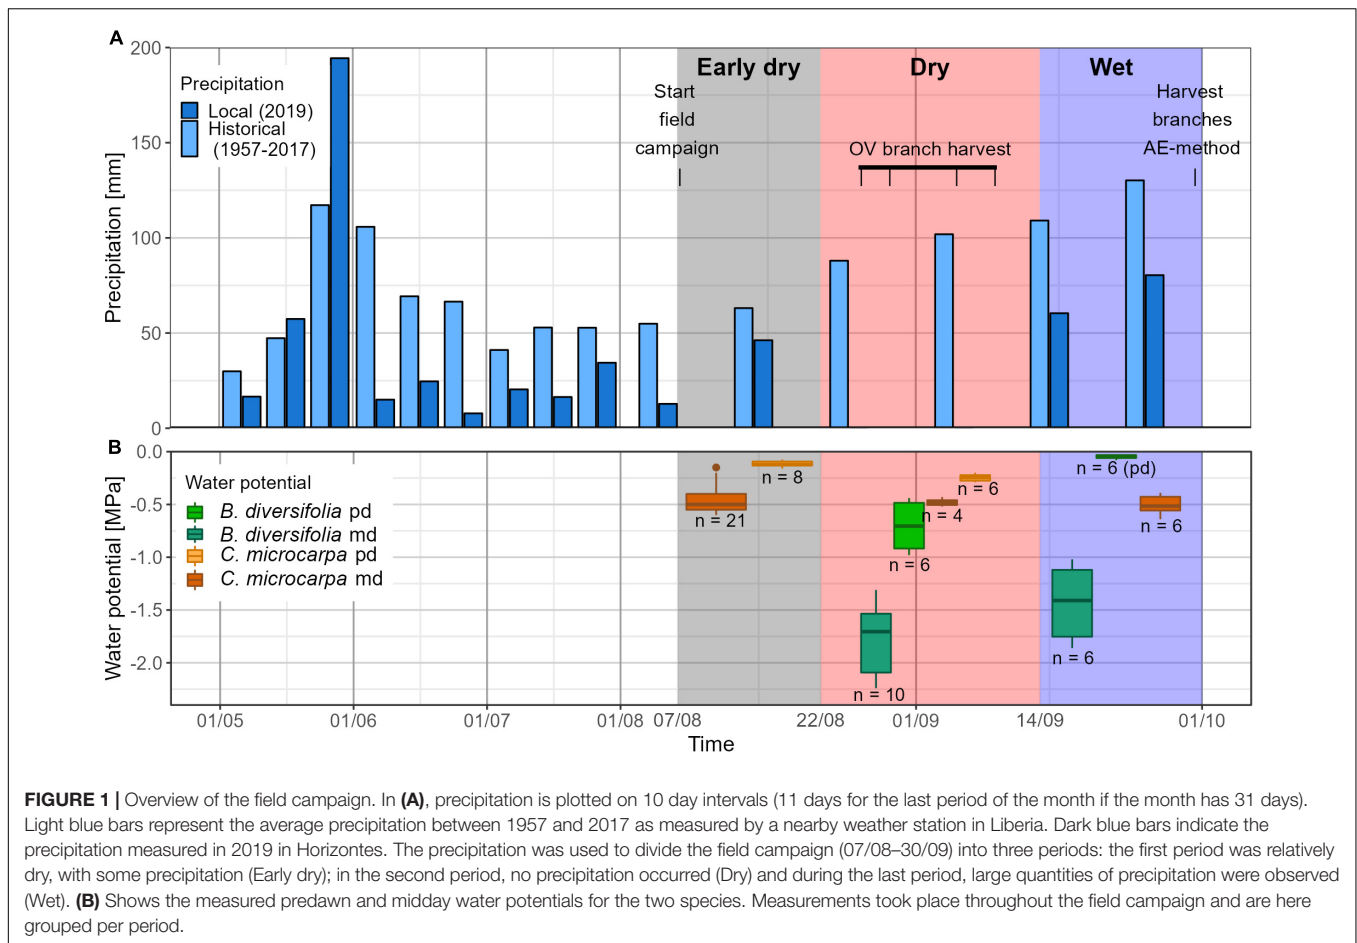 A
200
150
100
50
0
Precipitation [mm]
Precipitation
Local (2019)
Historical
(1957-2017)
Early dry
Dry
Wet
Start
field
campaign
OV branch harvest
Harvest
branches
AE-method
B
0.0
-0.5
-1.0
-1.5
-2.0
Water potential [MPa]
Water potential
B. diversifolia pd
B. diversifolia md
C. microcarpa pd
C. microcarpa md
n = 21
n = 8
n = 10
n = 6
n = 4
n = 6
n = 6
n = 6 (pd)
n = 6
01/05
01/06
01/07
01/08
07/08
22/08
01/09
14/09
01/10
Time
FIGURE 1 | Overview of the field campaign. In (A), precipitation is plotted on 10 day intervals (11 days for the last period of the month if the month has 31 days).
Light blue bars represent the average precipitation between 1957 and 2017 as measured by a nearby weather station in Liberia. Dark blue bars indicate the
precipitation measured in 2019 in Horizontes. The precipitation was used to divide the field campaign (07/08–30/09) into three periods: the first period was relatively
dry, with some precipitation (Early dry); in the second period, no precipitation occurred (Dry) and during the last period, large quantities of precipitation were observed
(Wet). (B) Shows the measured predawn and midday water potentials for the two species. Measurements took place throughout the field campaign and are here
grouped per period.